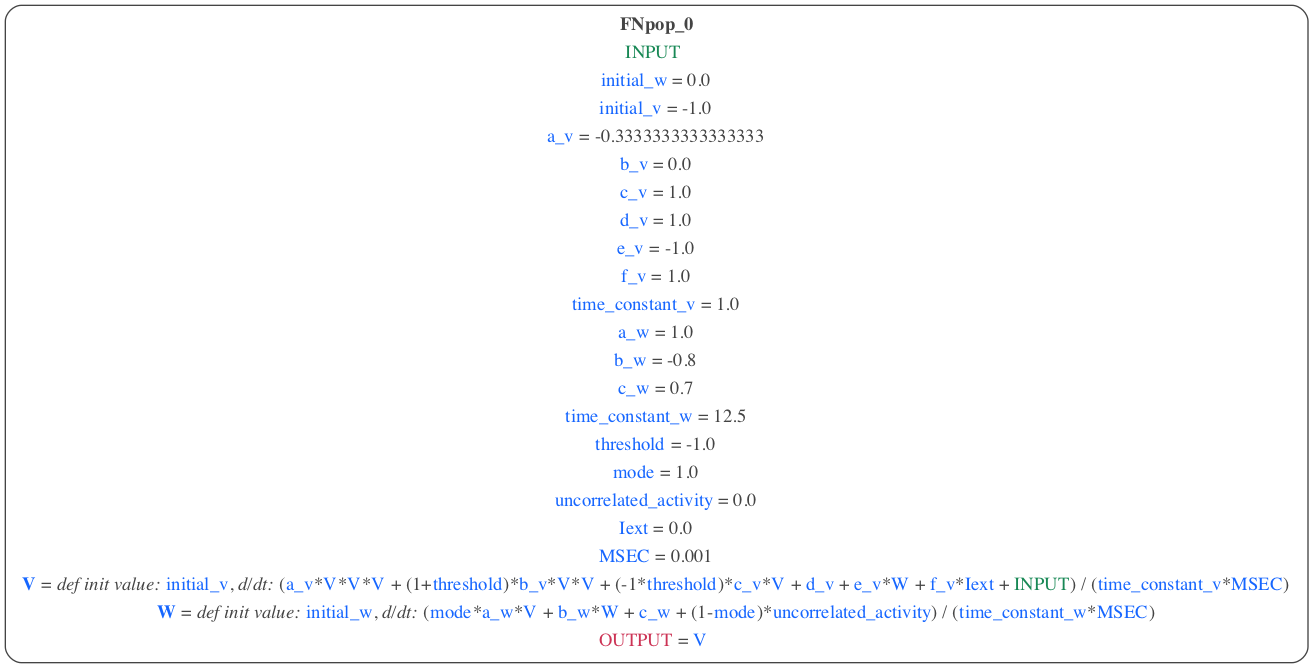 FNpop_0
INPUT
initial_w = 0.0
initial_v = -1.0
a_v = -0.3333333333333333
b_v = 0.0
c_v = 1.0
d_v = 1.0
e_v = -1.0
f_v = 1.0
time_constant_v = 1.0
a_w = 1.0
b_w = -0.8
c_w = 0.7
time_constant_w = 12.5
threshold = -1.0
mode = 1.0
uncorrelated_activity = 0.0
Iext = 0.0
MSEC = 0.001
V = def init value: initial_v, d/dt: (a_v*V*V*V + (1+threshold)*b_v*V*V + (-1*threshold)*c_v*V + d_v + e_v*W + f_v*Iext + INPUT) / (time_constant_v*MSEC)
W = def init value: initial_w, d/dt: (mode*a_w*V + b_w*W + c_w + (1-mode)*uncorrelated_activity) / (time_constant_w*MSEC)
OUTPUT = V